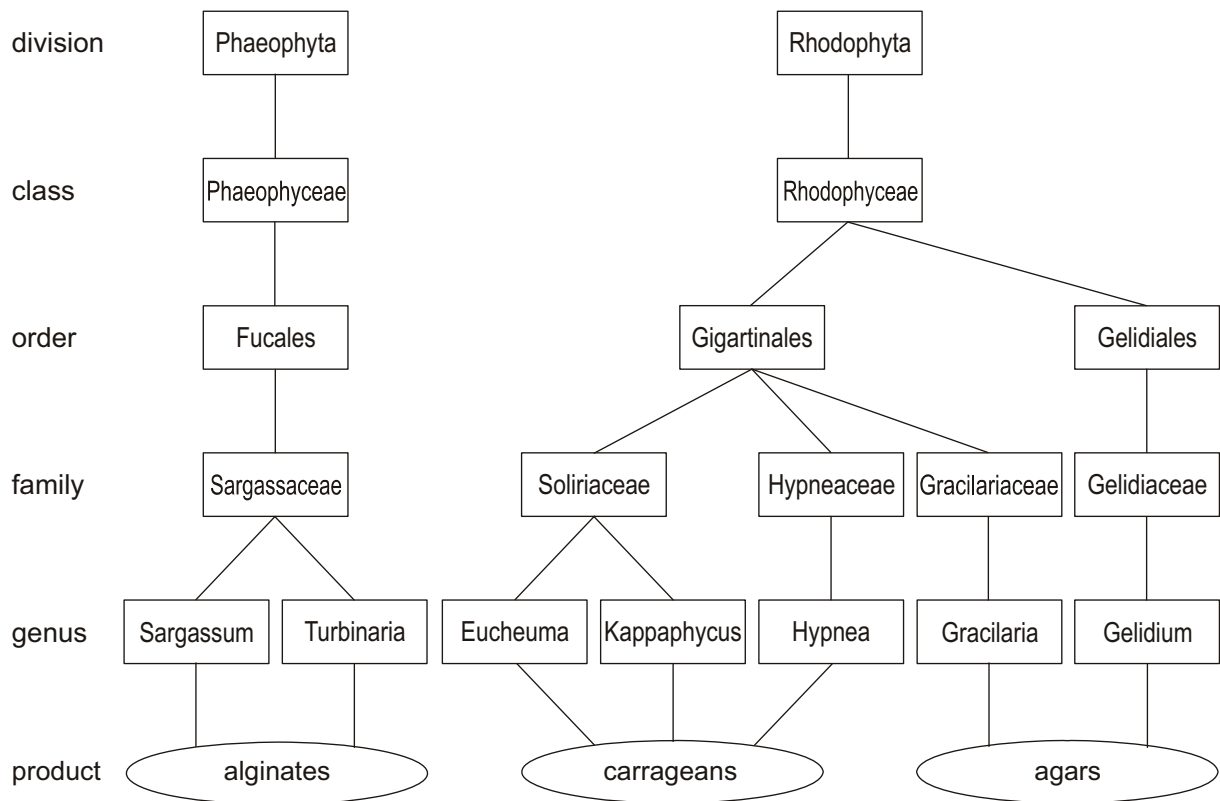 division Phaeophyta Rhodophyta
class Phaeophyceae Rhodophyceae
order Fucales Gigartinales Gelidiales
family Sargassaceae Soliriaceae Hypneaceae Gracilariaceae Gelidiaceae
genus Sargassum Turbinaria Eucheuma Kappaphycus Hypnea Gracilaria Gelidium
product alginates carrageans agars